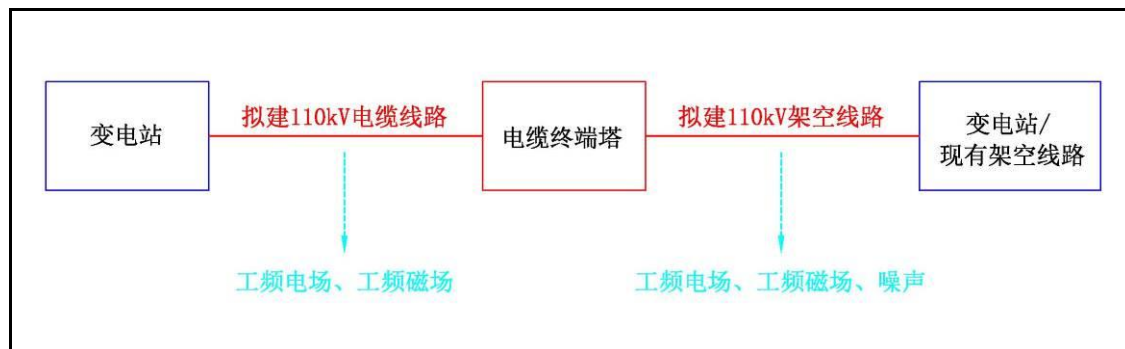 变电站
拟建110kV电缆线路
电缆终端塔
拟建110kV架空线路
变电站/
现有架空线路
工频电场、工频磁场
工频电场、工频磁场、噪声